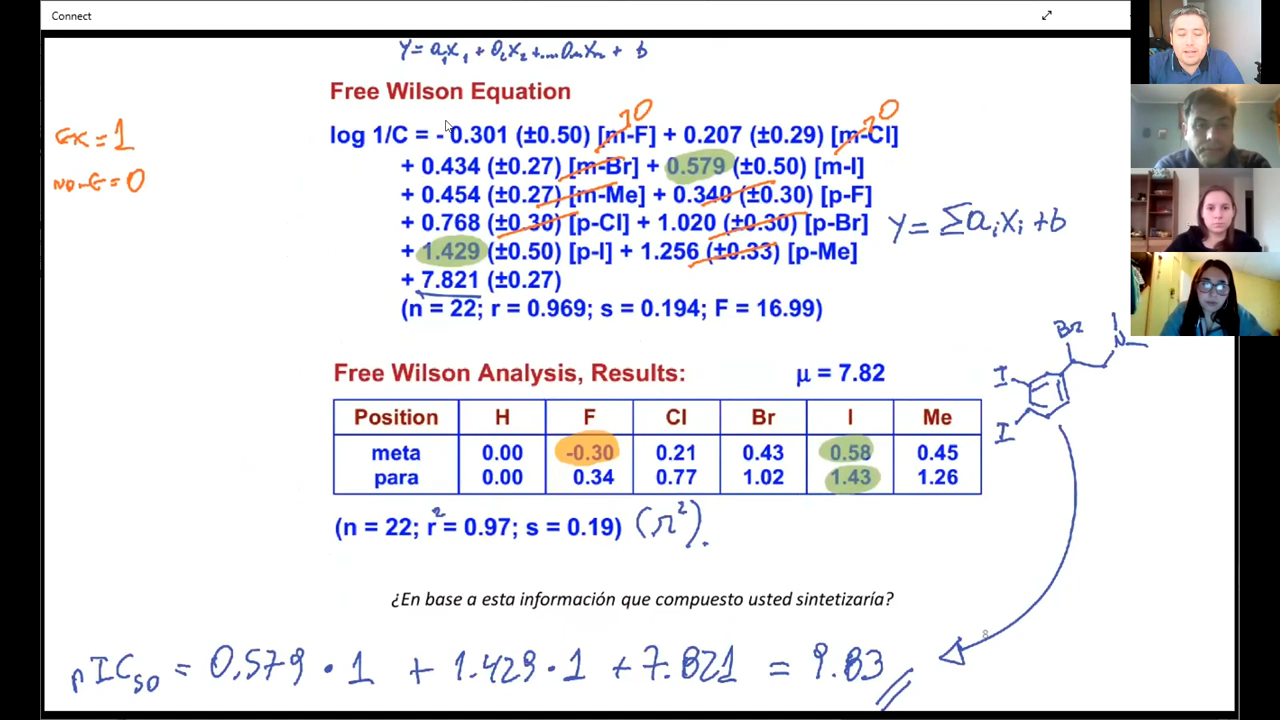 Connect
Y= a₁x₁ + a₂x₂ +... aₙxₙ + b
Free Wilson Equation
log 1/C = - 0.301 (±0.50) [m-F] + 0.207 (±0.29) [m-Cl]
+ 0.434 (±0.27) [m-Br] + 0.579 (±0.50) [m-I]
+ 0.454 (±0.27) [m-Me] + 0.340 (±0.30) [p-F]
+ 0.768 (±0.30) [p-Cl] + 1.020 (±0.30) [p-Br]
+ 1.429 (±0.50) [p-I] + 1.256 (±0.33) [p-Me]
+ 7.821 (±0.27)
(n = 22; r = 0.969; s = 0.194; F = 16.99)
0
0
= 1
= 0
Y= ∑aᵢxᵢ +b
Free Wilson Analysis, Results: μ = 7.82
Position H F Cl Br I Me
meta 0.00 -0.30 0.21 0.43 0.58 0.45
para 0.00 0.34 0.77 1.02 1.43 1.26
(n = 22; r² = 0.97; s = 0.19) (r²).
Br
N
I
I
¿En base a esta información que compuesto usted sintetizaría?
8
pIC₅₀ = 0,579 · 1 + 1.429 · 1 + 7.821 = 9.83